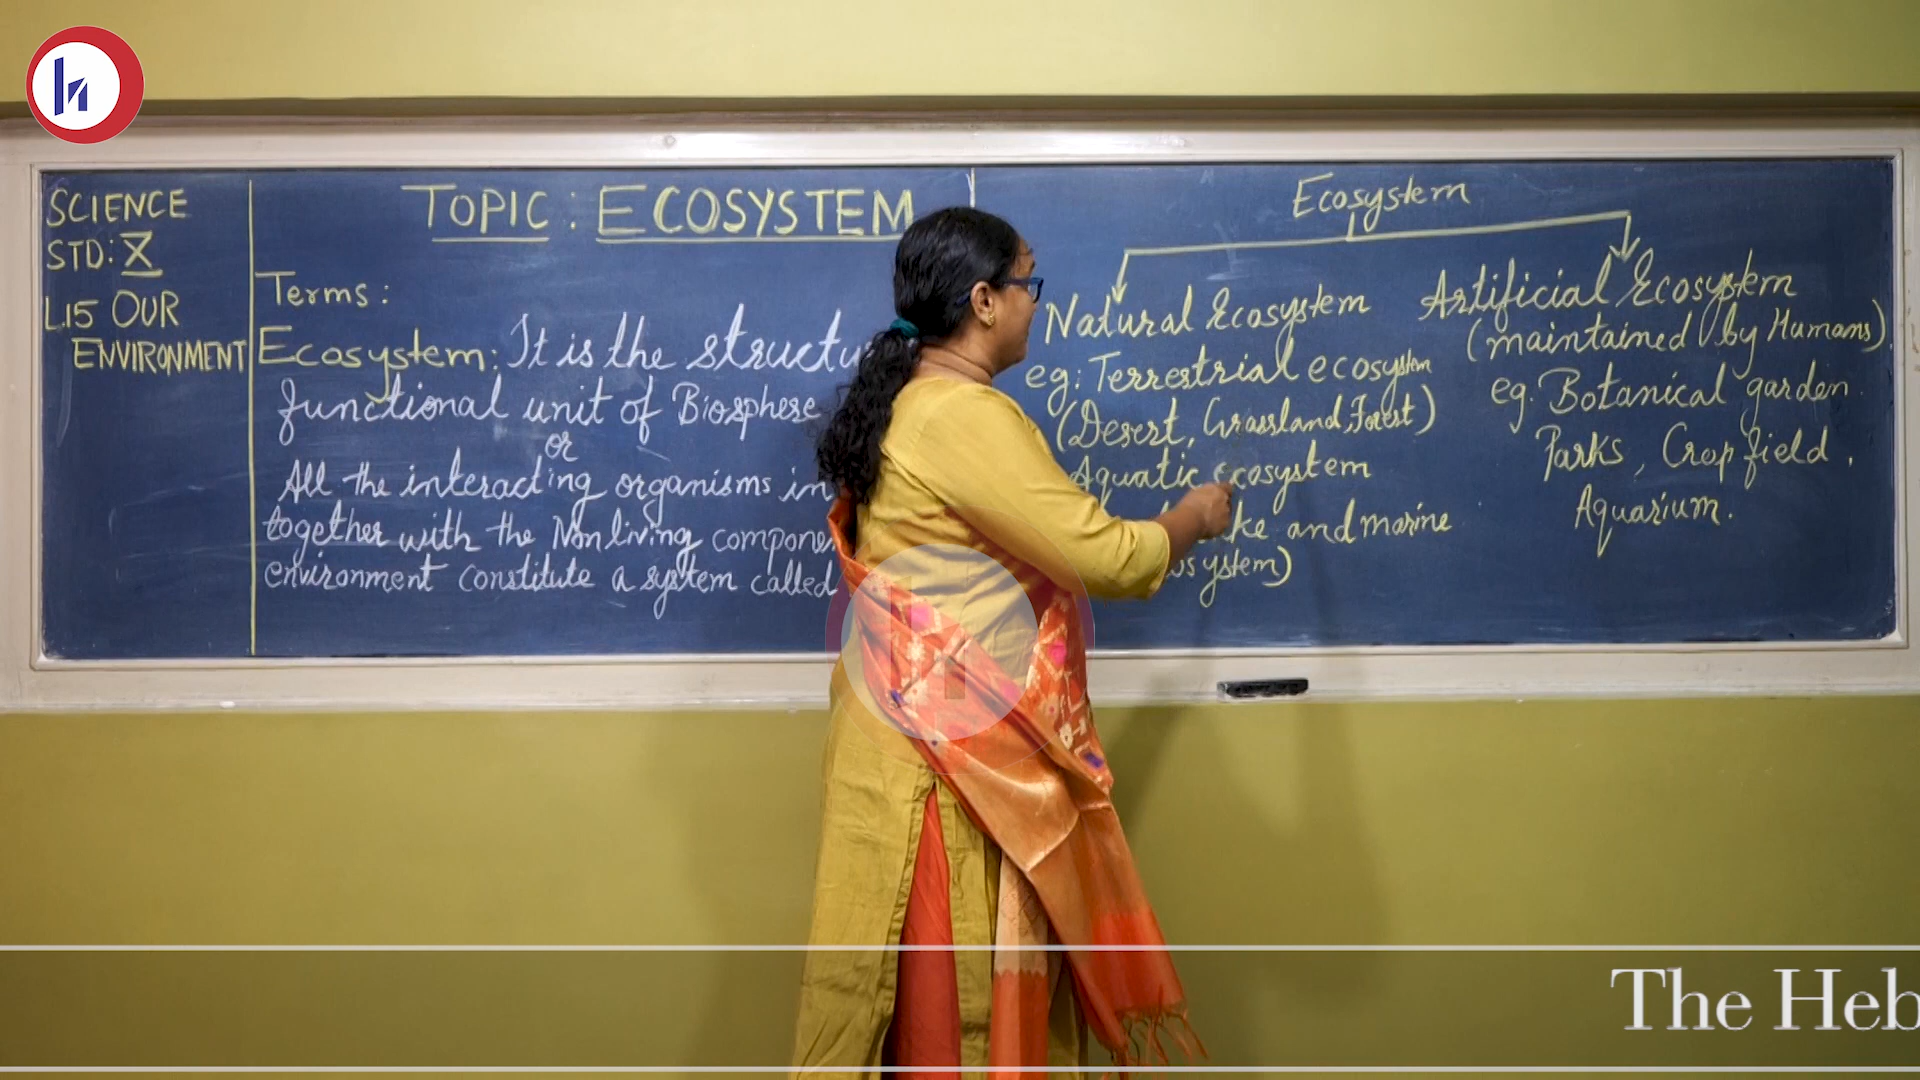 SCIENCE
STD: X
L15 OUR
ENVIRONMENT
TOPIC : ECOSYSTEM
Terms :
Ecosystem: It is the structu
functional unit of Biosphere
or
All the interacting organisms in
together with the Nonliving compone
environment constitute a system called
Ecosystem
Natural Ecosystem
eg: Terrestrial ecosystem
(Desert, Grassland, Forest)
Aquatic ecosystem
ke and marine
system)
Artificial Ecosystem
(maintained by Humans).
eg. Botanical garden.
Parks, Crop field,
Aquarium.
The Heb